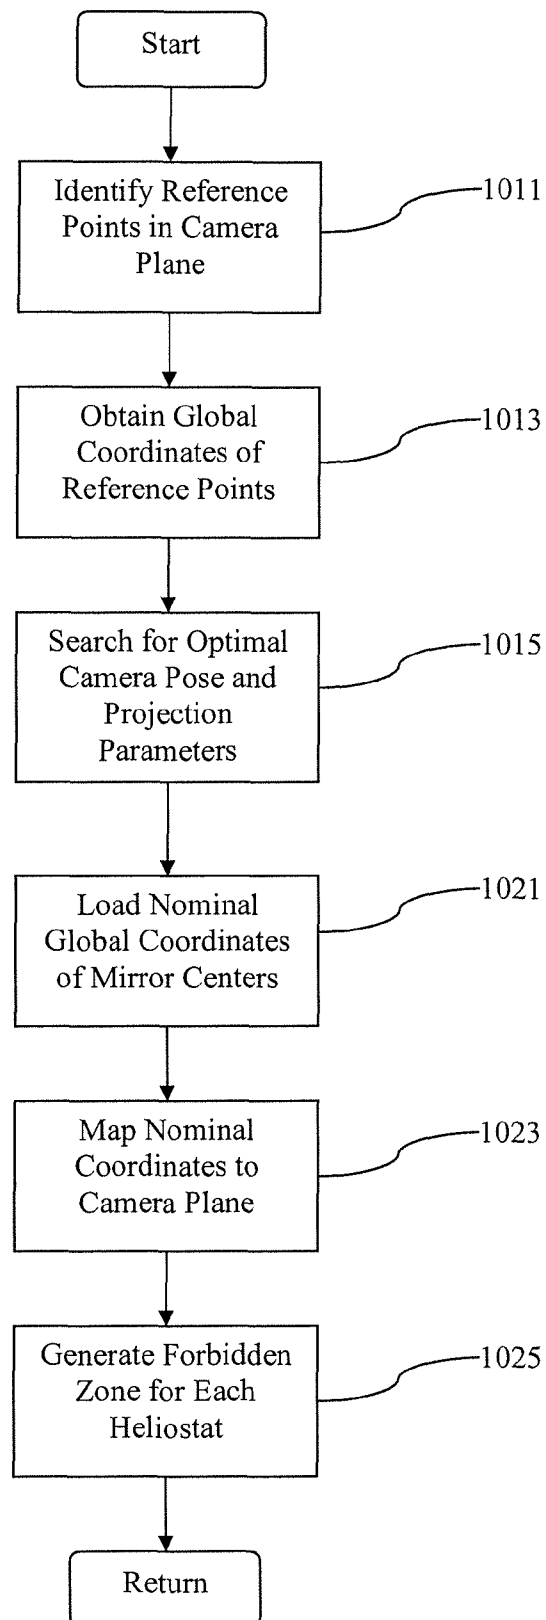 Start
Identify Reference
Points in Camera
Plane
1011
Obtain Global
Coordinates of
Reference Points
1013
Search for Optimal
Camera Pose and
Projection
Parameters
1015
Load Nominal
Global Coordinates
of Mirror Centers
1021
Map Nominal
Coordinates to
Camera Plane
1023
Generate Forbidden
Zone for Each
Heliostat
1025
Return